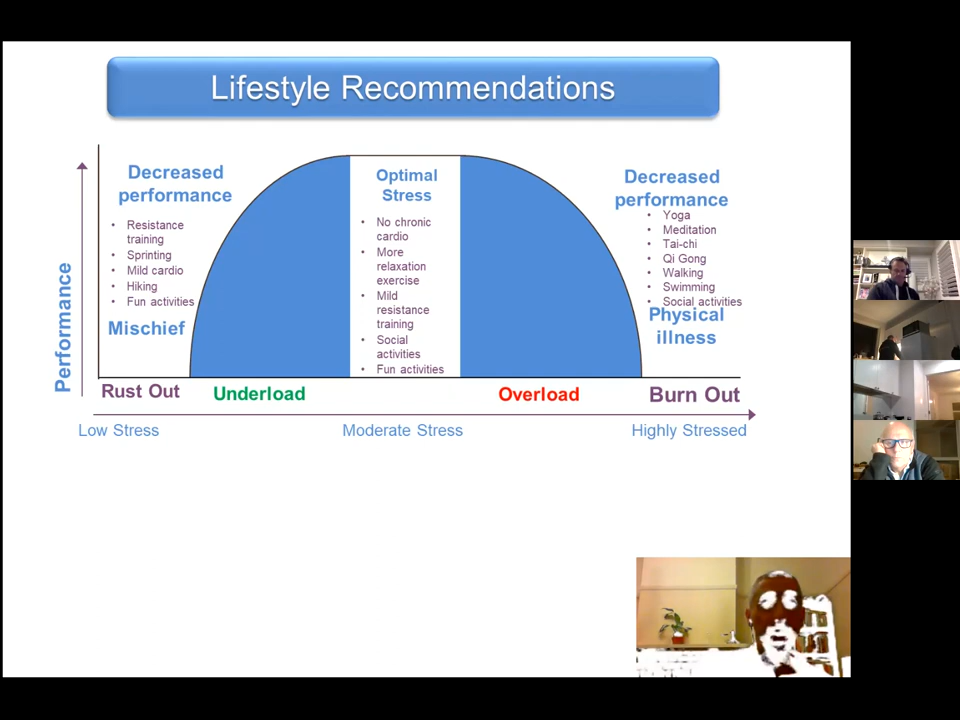 Lifestyle Recommendations
Decreased
performance
• Resistance
training
• Sprinting
• Mild cardio
• Hiking
• Fun activities
Mischief
Optimal
Stress
• No chronic
cardio
• More
relaxation
exercise
• Mild
resistance
training
• Social
activities
• Fun activities
Decreased
performance
• Yoga
• Meditation
• Tai-chi
• Qi Gong
• Walking
• Swimming
• Social activities
Physical
illness
Performance
Rust Out
Underload
Overload
Burn Out
Low Stress
Moderate Stress
Highly Stressed